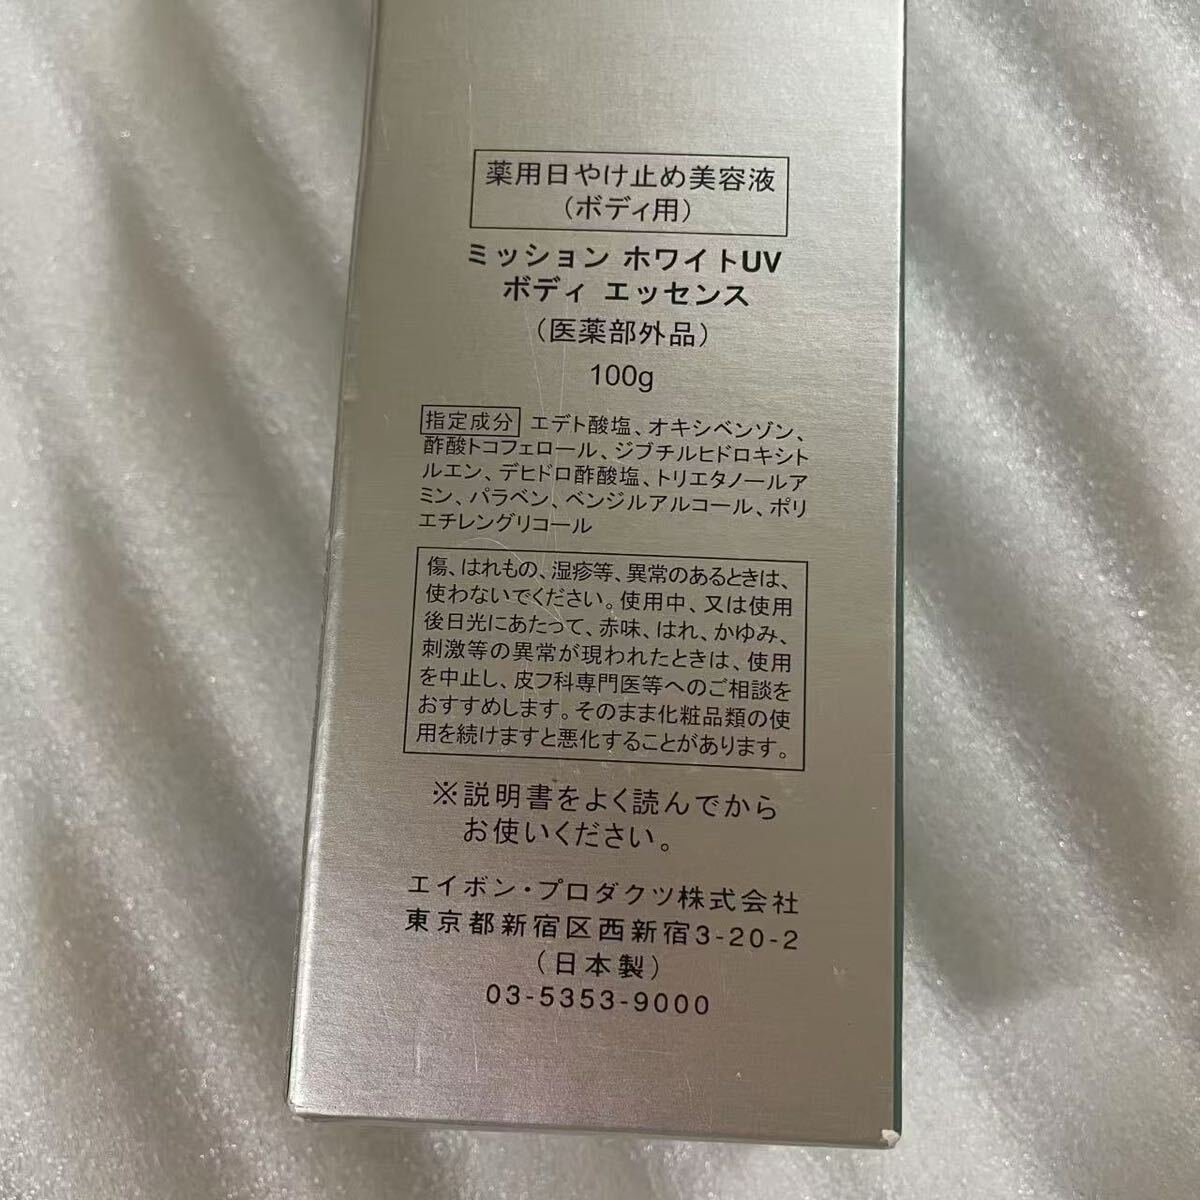 薬用日やけ止め美容液
（ボディ用）
ミッション ホワイトUV
ボディ エッセンス
（医薬部外品）
100g
指定成分 エデト酸塩、オキシベンゾン、
酢酸トコフェロール、ジブチルヒドロキシト
ルエン、デヒドロ酢酸塩、トリエタノールア
ミン、パラベン、ベンジルアルコール、ポリ
エチレングリコール
傷、はれもの、湿疹等、異常のあるときは、
使わないでください。使用中、又は使用
後日光にあたって、赤味、はれ、かゆみ、
刺激等の異常が現われたときは、使用
を中止し、皮フ科専門医等へのご相談を
おすすめします。そのまま化粧品類の使
用を続けますと悪化することがあります。
※説明書をよく読んでから
お使いください。
エイボン・プロダクツ株式会社
東京都新宿区西新宿3-20-2
（日本製）
03-5353-9000